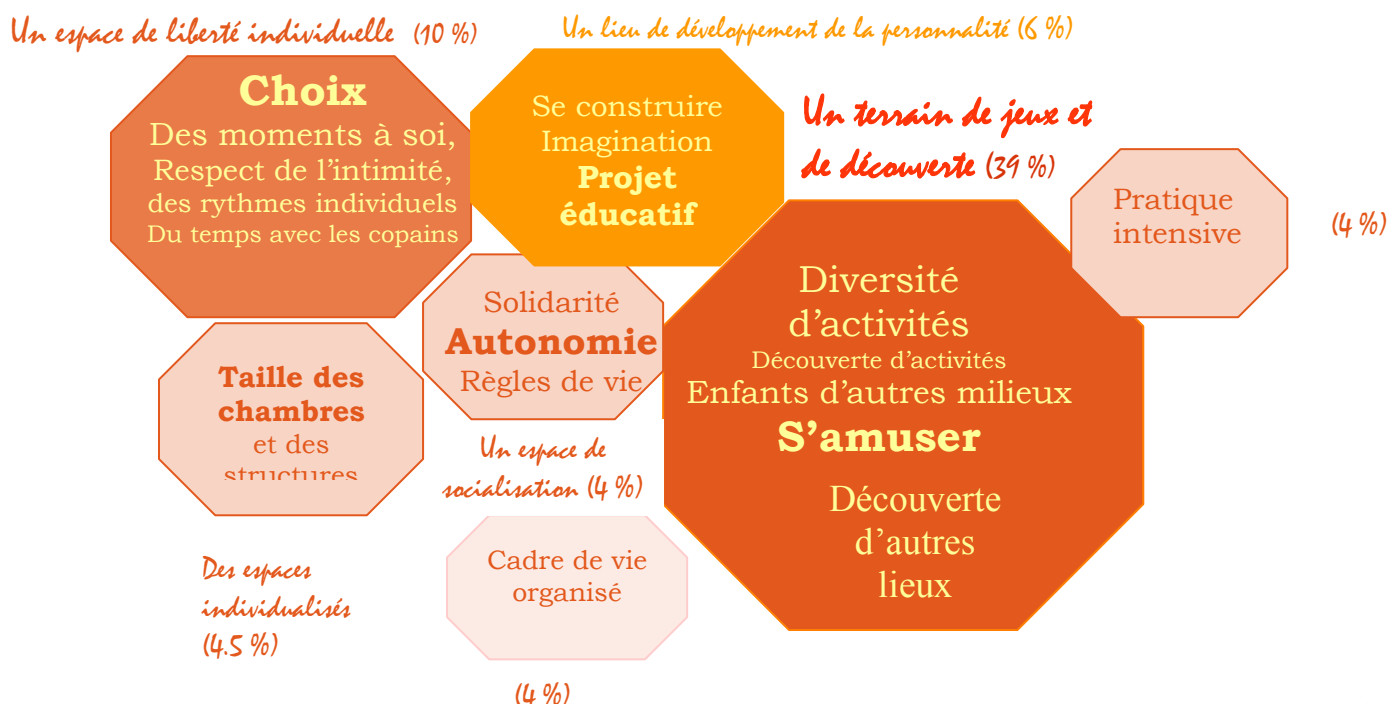 Un espace de liberté individuelle (10 %)
Un lieu de développement de la personnalité (6 %)
Choix
Des moments à soi,
Respect de l'intimité,
des rythmes individuels
Du temps avec les copains
Se construire
Imagination
Projet
éducatif
Un terrain de jeux et
de découverte (39 %)
Pratique
intensive
(4 %)
Solidarité
Autonomie
Règles de vie
Diversité
d'activités
Découverte d'activités
Enfants d'autres milieux
S'amuser
Découverte
d'autres
lieux
Taille des
chambres
et des
structures
Un espace de
socialisation (4 %)
Des espaces
individualisés
(4.5 %)
Cadre de vie
organisé
(4 %)